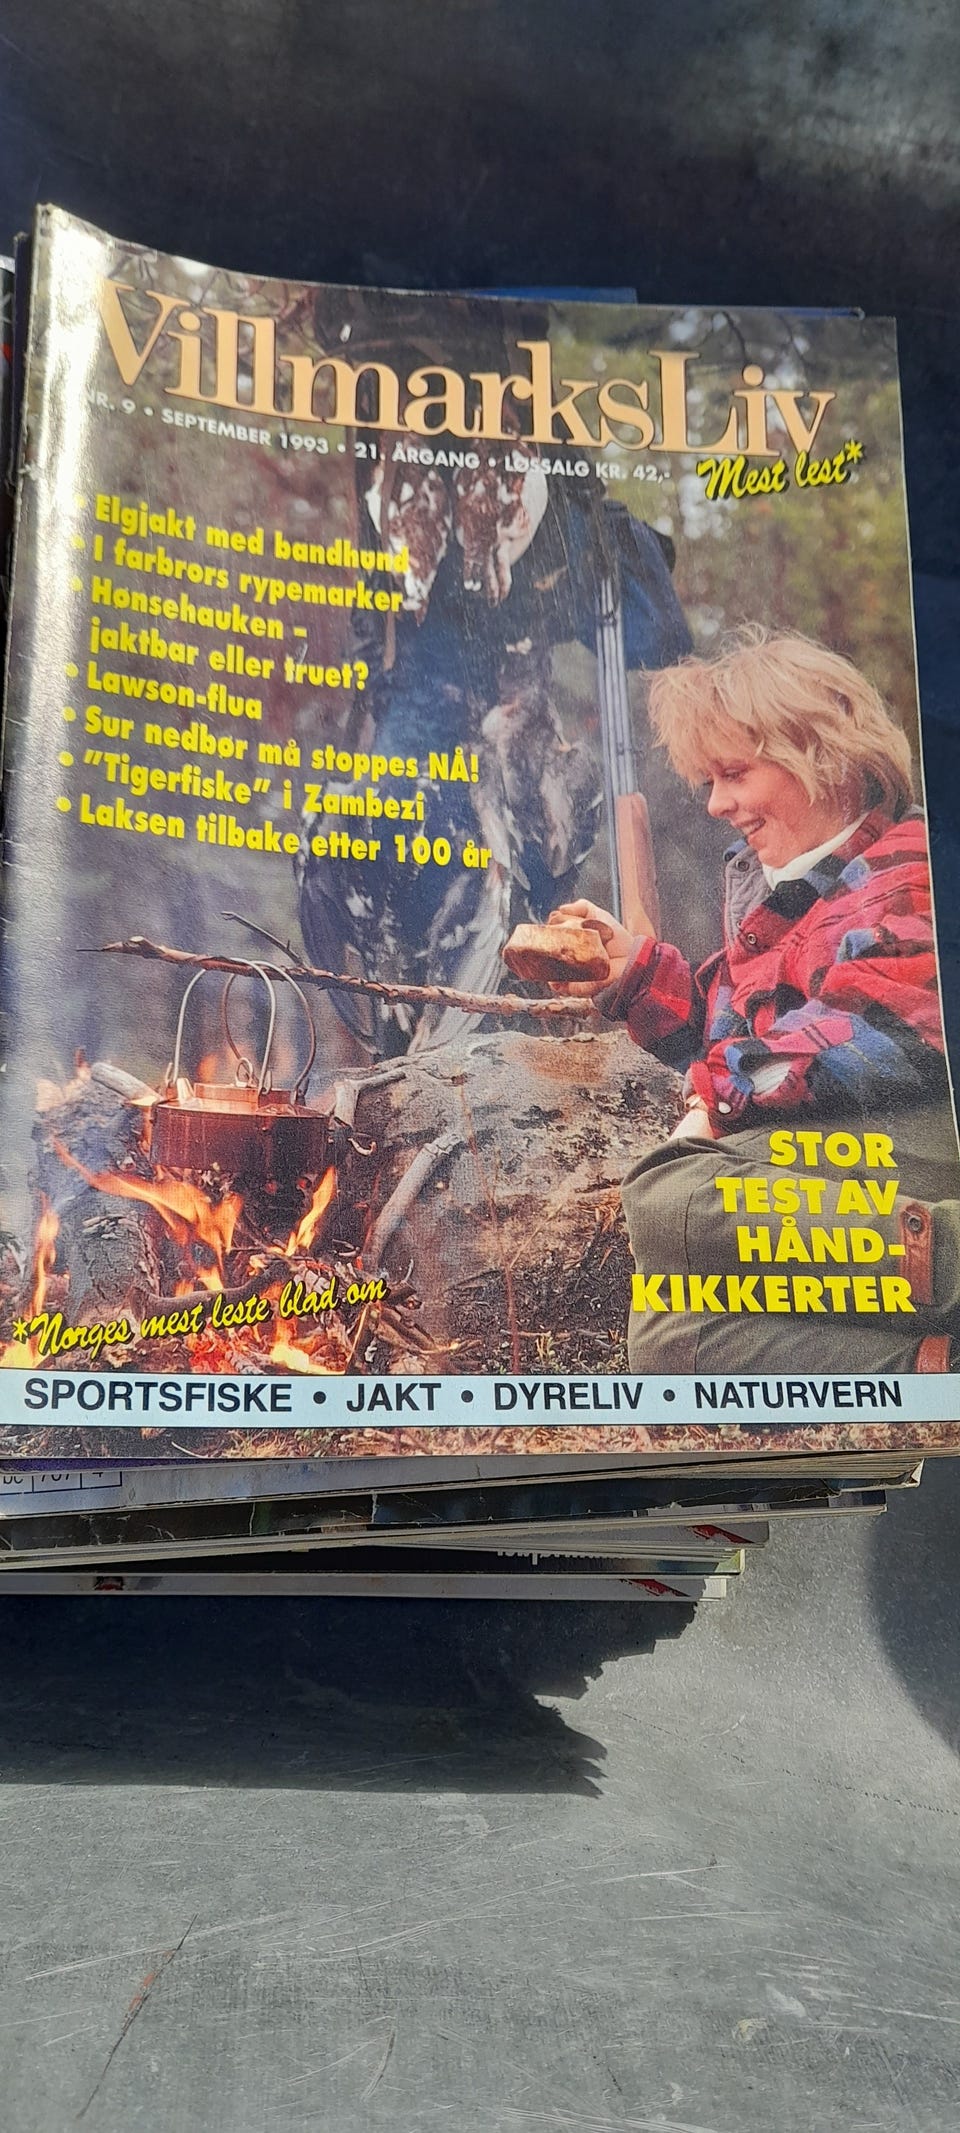 VillmarksLiv
NR. 9 • SEPTEMBER 1993 • 21. ÅRGANG • LØSSALG KR. 42,-
Mest lest*
• Elgjakt med bandhund
• I farbrors rypemarker
• Hønsehauken -
jaktbar eller truet?
• Lawson-flua
• Sur nedbør må stoppes NÅ!
• "Tigerfiske" i Zambezi
• Laksen tilbake etter 100 år
STOR
TEST AV
HÅND-
KIKKERTER
*Norges mest leste blad om
SPORTSFISKE • JAKT • DYRELIV • NATURVERN